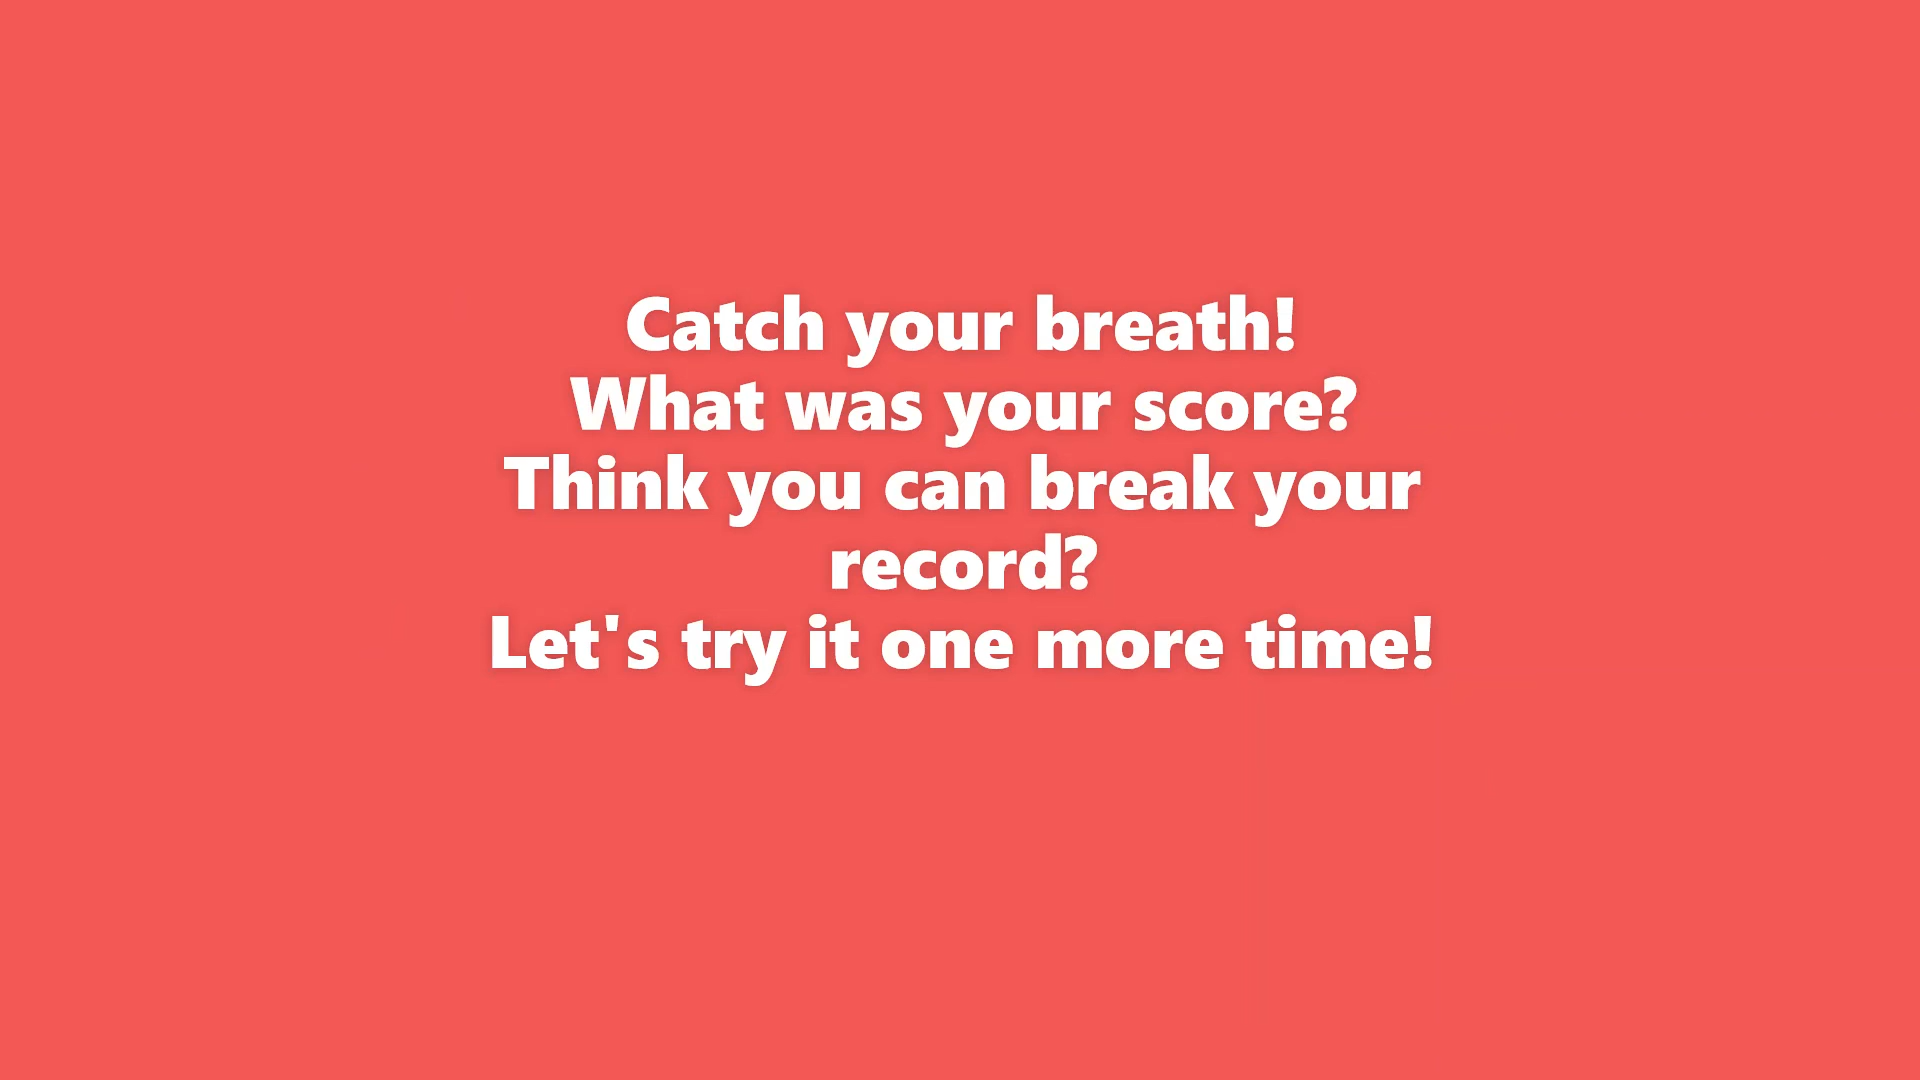 Catch your breath!
What was your score?
Think you can break your
record?
Let's try it one more time!